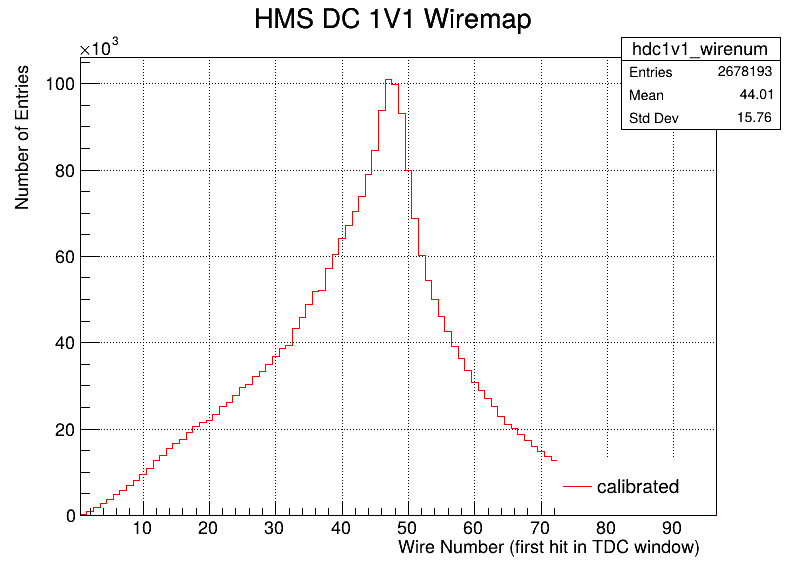 HMS DC 1V1 Wiremap
×10³
hdc1v1_wirenum
Entries 2678193
Mean 44.01
Std Dev 15.76
Number of Entries
100
80
60
40
20
0
10 20 30 40 50 60 70 80 90
calibrated
Wire Number (first hit in TDC window)